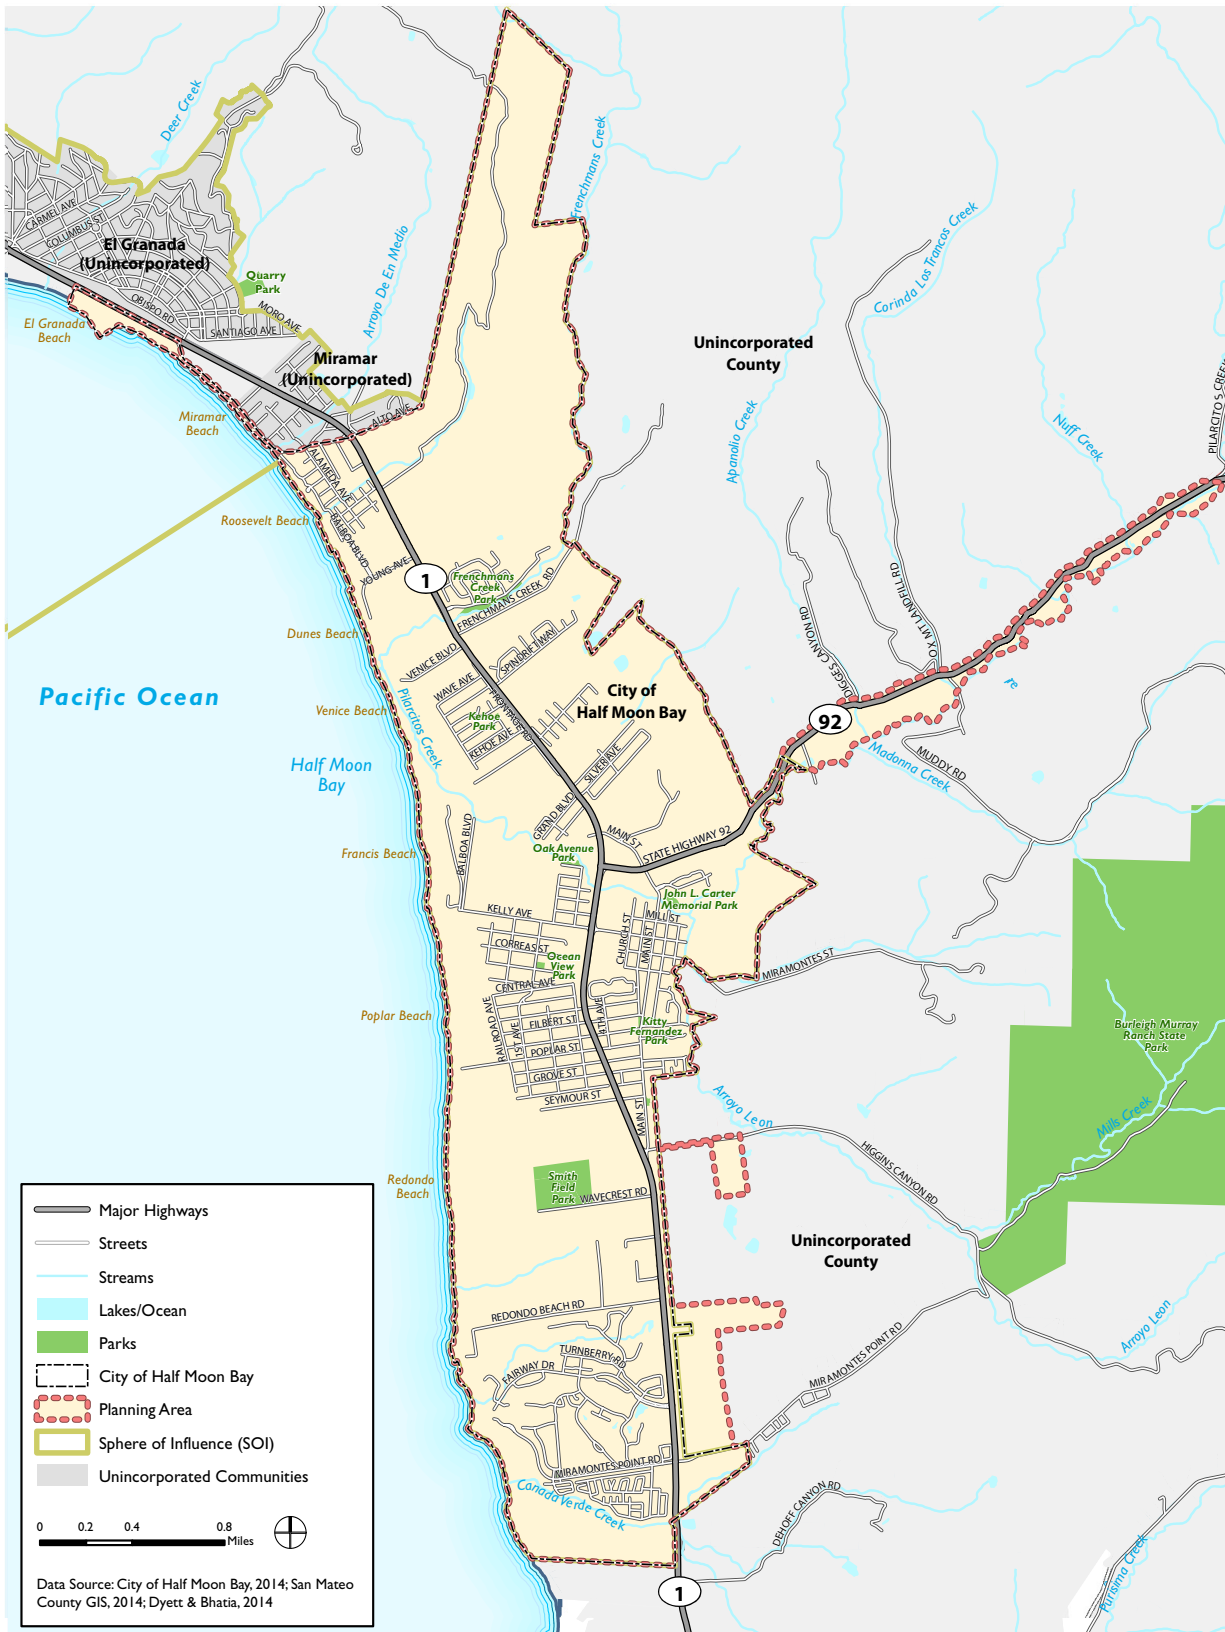 Deer Creek
Frenchmans Creek
CARMEL AVE
COLUMBUS ST
El Granada
(Unincorporated)
Quarry
Park
Arroyo De En Medio
Corinda Los Trancos Creek
OBISPO RD
MORO AVE
SANTIAGO AVE
El Granada
Beach
Miramar
(Unincorporated)
Unincorporated
County
ALTO AVE
Miramar
Beach
Apanolio Creek
Nuff Creek
PILARCITOS CREEK
ALAMEDA AVE
Roosevelt Beach
BALBOA BLVD
YOUNG AVE
1
Frenchmans
Creek
Park
FRENCHMANS CREEK RD
Dunes Beach
VENICE BLVD
SPINDRIFT WAY
DIGGES CANYON RD
OX MT LANDFILL RD
re
WAVE AVE
FRONTAGE RD
City of
Half Moon Bay
Pacific Ocean
Pilarcitos Creek
Venice Beach
Kehoe
Park
KEHOE AVE
92
Madonna Creek
MUDDY RD
Half Moon
Bay
SILVER AVE
GRAND BLVD
MAIN ST
STATE HIGHWAY 92
BALBOA BLVD
Francis Beach
Oak Avenue
Park
John L. Carter
Memorial Park
KELLY AVE
MILL ST
CHURCH ST
MAIN ST
CORREAS ST
Ocean
View
Park
MIRAMONTES ST
CENTRAL AVE
RAILROAD AVE
1ST AVE
FILBERT ST
4TH AVE
Kitty
Fernandez
Park
Poplar Beach
POPLAR ST
GROVE ST
SEYMOUR ST
MAIN ST
Burleigh Murray
Ranch State
Park
Arroyo Leon
Mills Creek
HIGGINS CANYON RD
Redondo
Beach
Smith
Field
Park
WAVECREST RD
Unincorporated
County
REDONDO BEACH RD
Arroyo Leon
TURNBERRY RD
FAIRWAY DR
MIRAMONTES POINT RD
MIRAMONTES POINT RD
Canada Verde Creek
DEHOFF CANYON RD
Purisima Creek
1
Major Highways
Streets
Streams
Lakes/Ocean
Parks
City of Half Moon Bay
Planning Area
Sphere of Influence (SOI)
Unincorporated Communities
0 0.2 0.4 0.8
Miles
Data Source: City of Half Moon Bay, 2014; San Mateo
County GIS, 2014; Dyett & Bhatia, 2014